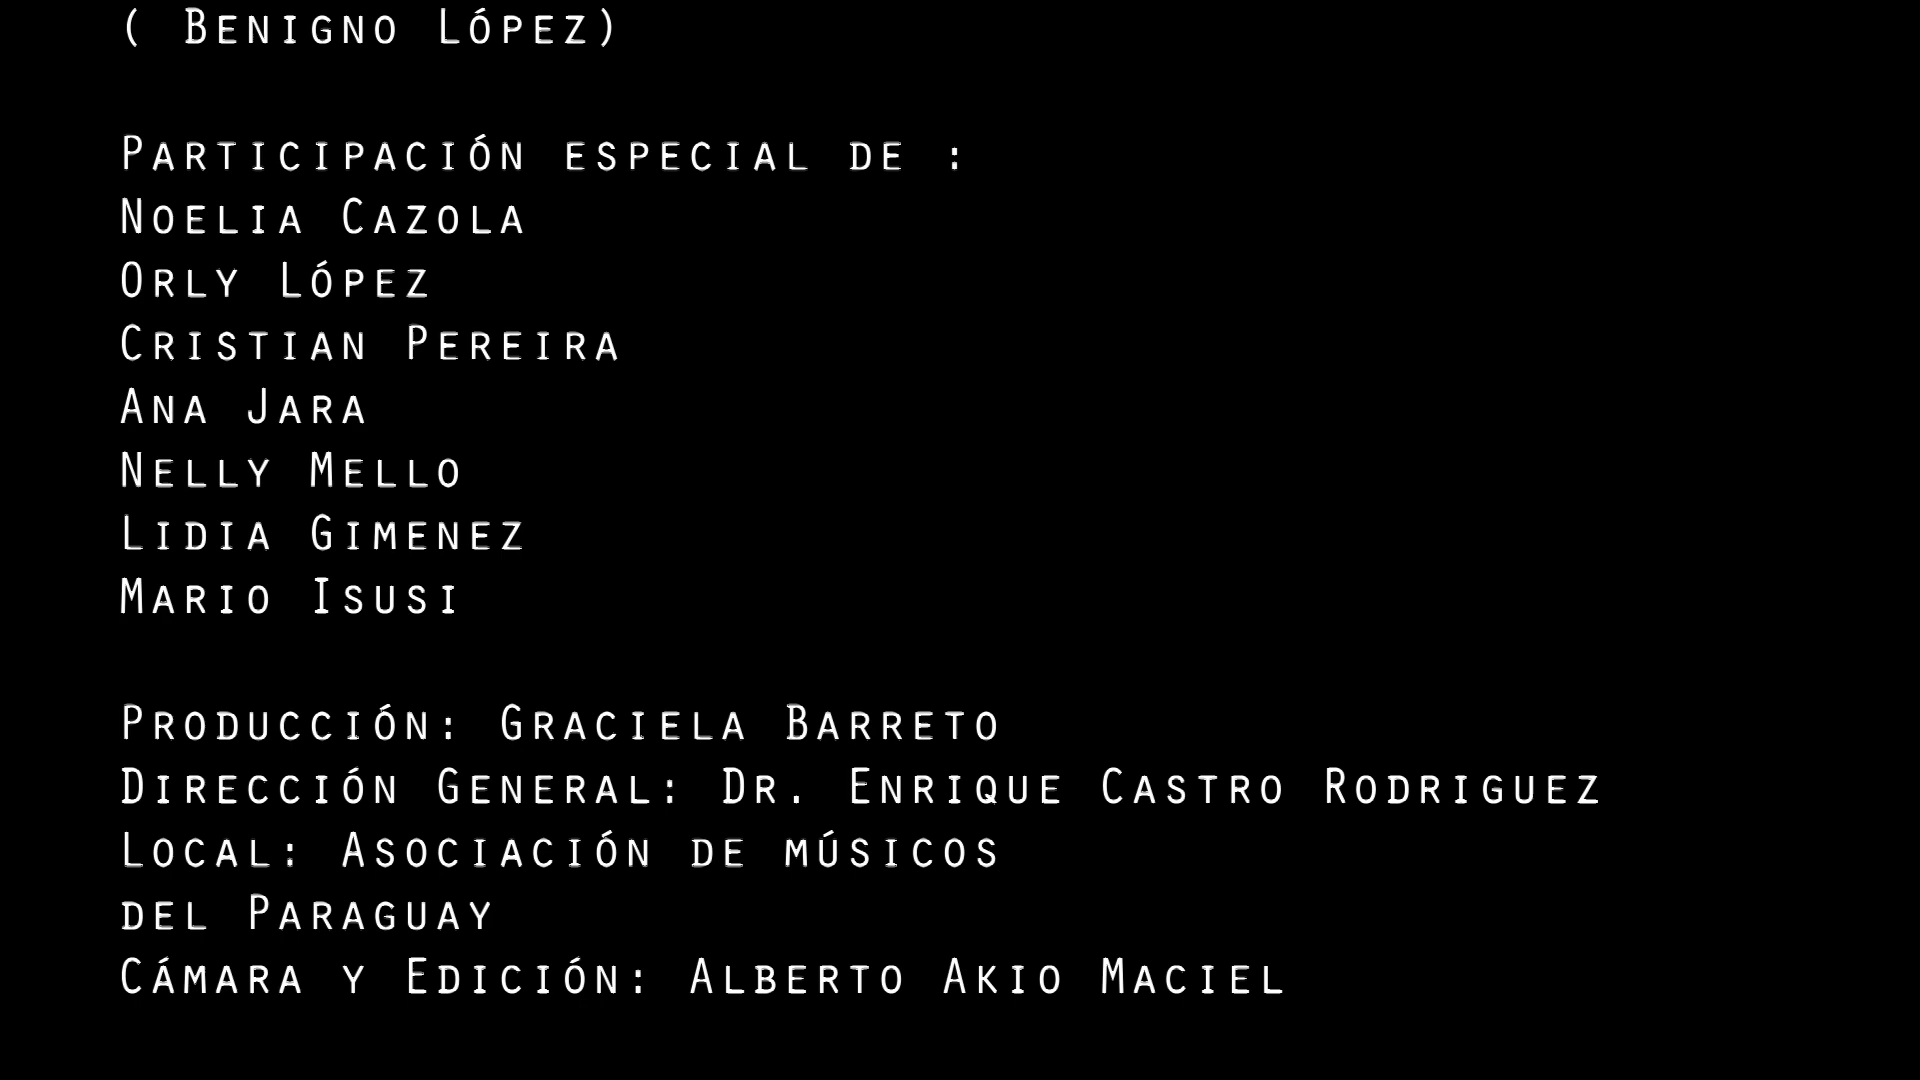 ( Benigno López)
Participación especial de :
Noelia Cazola
Orly López
Cristian Pereira
Ana Jara
Nelly Mello
Lidia Gimenez
Mario Isusi
Producción: Graciela Barreto
Dirección General: Dr. Enrique Castro Rodriguez
Local: Asociación de músicos
del Paraguay
Cámara y Edición: Alberto Akio Maciel